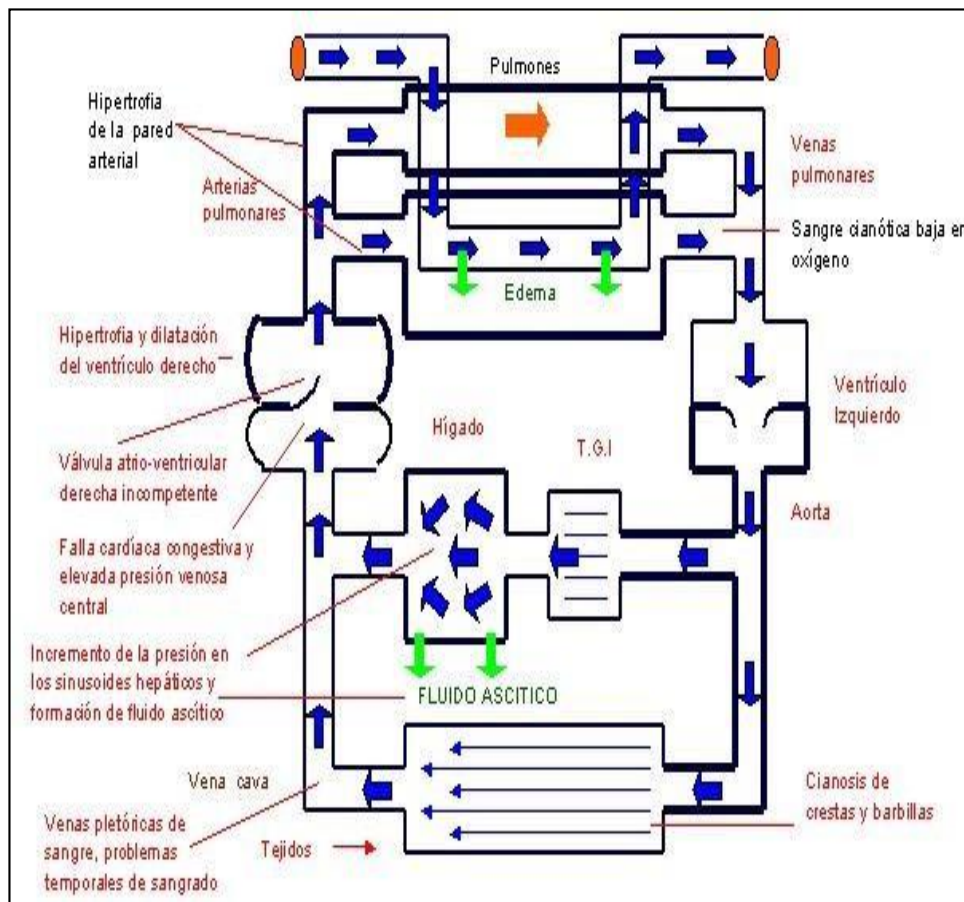 Pulmones
Hipertrofia
de la pared
arterial
Venas
pulmonares
Arterias
pulmonares
Sangre cianótica baja en
oxígeno
Edema
Hipertrofia y dilatación
del ventrículo derecho
Ventrículo
Izquierdo
Hígado
T.G.I
Válvula atrio-ventricular
derecha incompetente
Aorta
Falla cardíaca congestiva y
elevada presión venosa
central
Incremento de la presión en
los sinusoides hepáticos y
formación de fluido ascítico
FLUIDO ASCITICO
Vena cava
Cianosis de
crestas y barbillas
Venas pletóricas de
sangre, problemas
temporales de sangrado
Tejidos